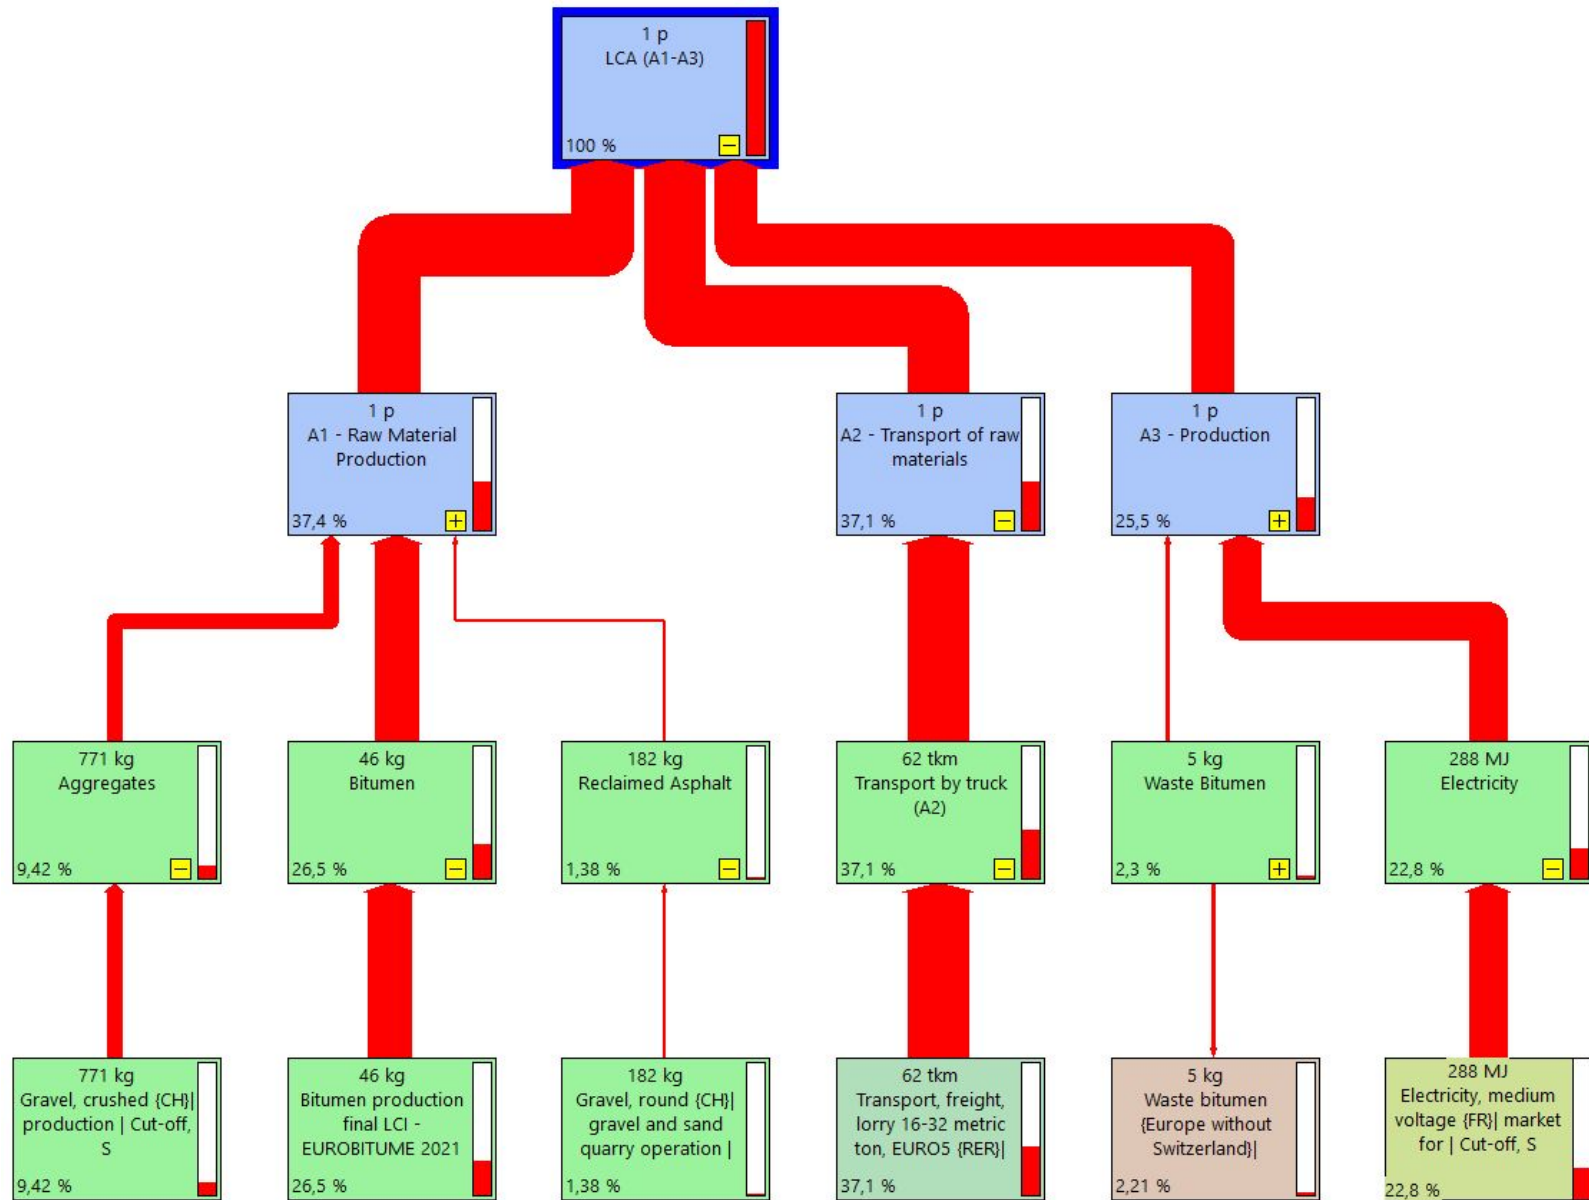 1 p
LCA (A1-A3)
100 %
1 p
A1 - Raw Material
Production
37,4 %
1 p
A2 - Transport of raw
materials
37,1 %
1 p
A3 - Production
25,5 %
771 kg
Aggregates
9,42 %
46 kg
Bitumen
26,5 %
182 kg
Reclaimed Asphalt
1,38 %
62 tkm
Transport by truck
(A2)
37,1 %
5 kg
Waste Bitumen
2,3 %
288 MJ
Electricity
22,8 %
771 kg
Gravel, crushed {CH}|
production | Cut-off,
S
9,42 %
46 kg
Bitumen production
final LCI -
EUROBITUME 2021
26,5 %
182 kg
Gravel, round {CH}|
gravel and sand
quarry operation |
1,38 %
62 tkm
Transport, freight,
lorry 16-32 metric
ton, EURO5 {RER}|
37,1 %
5 kg
Waste bitumen
{Europe without
Switzerland}|
2,21 %
288 MJ
Electricity, medium
voltage {FR}| market
for | Cut-off, S
22,8 %